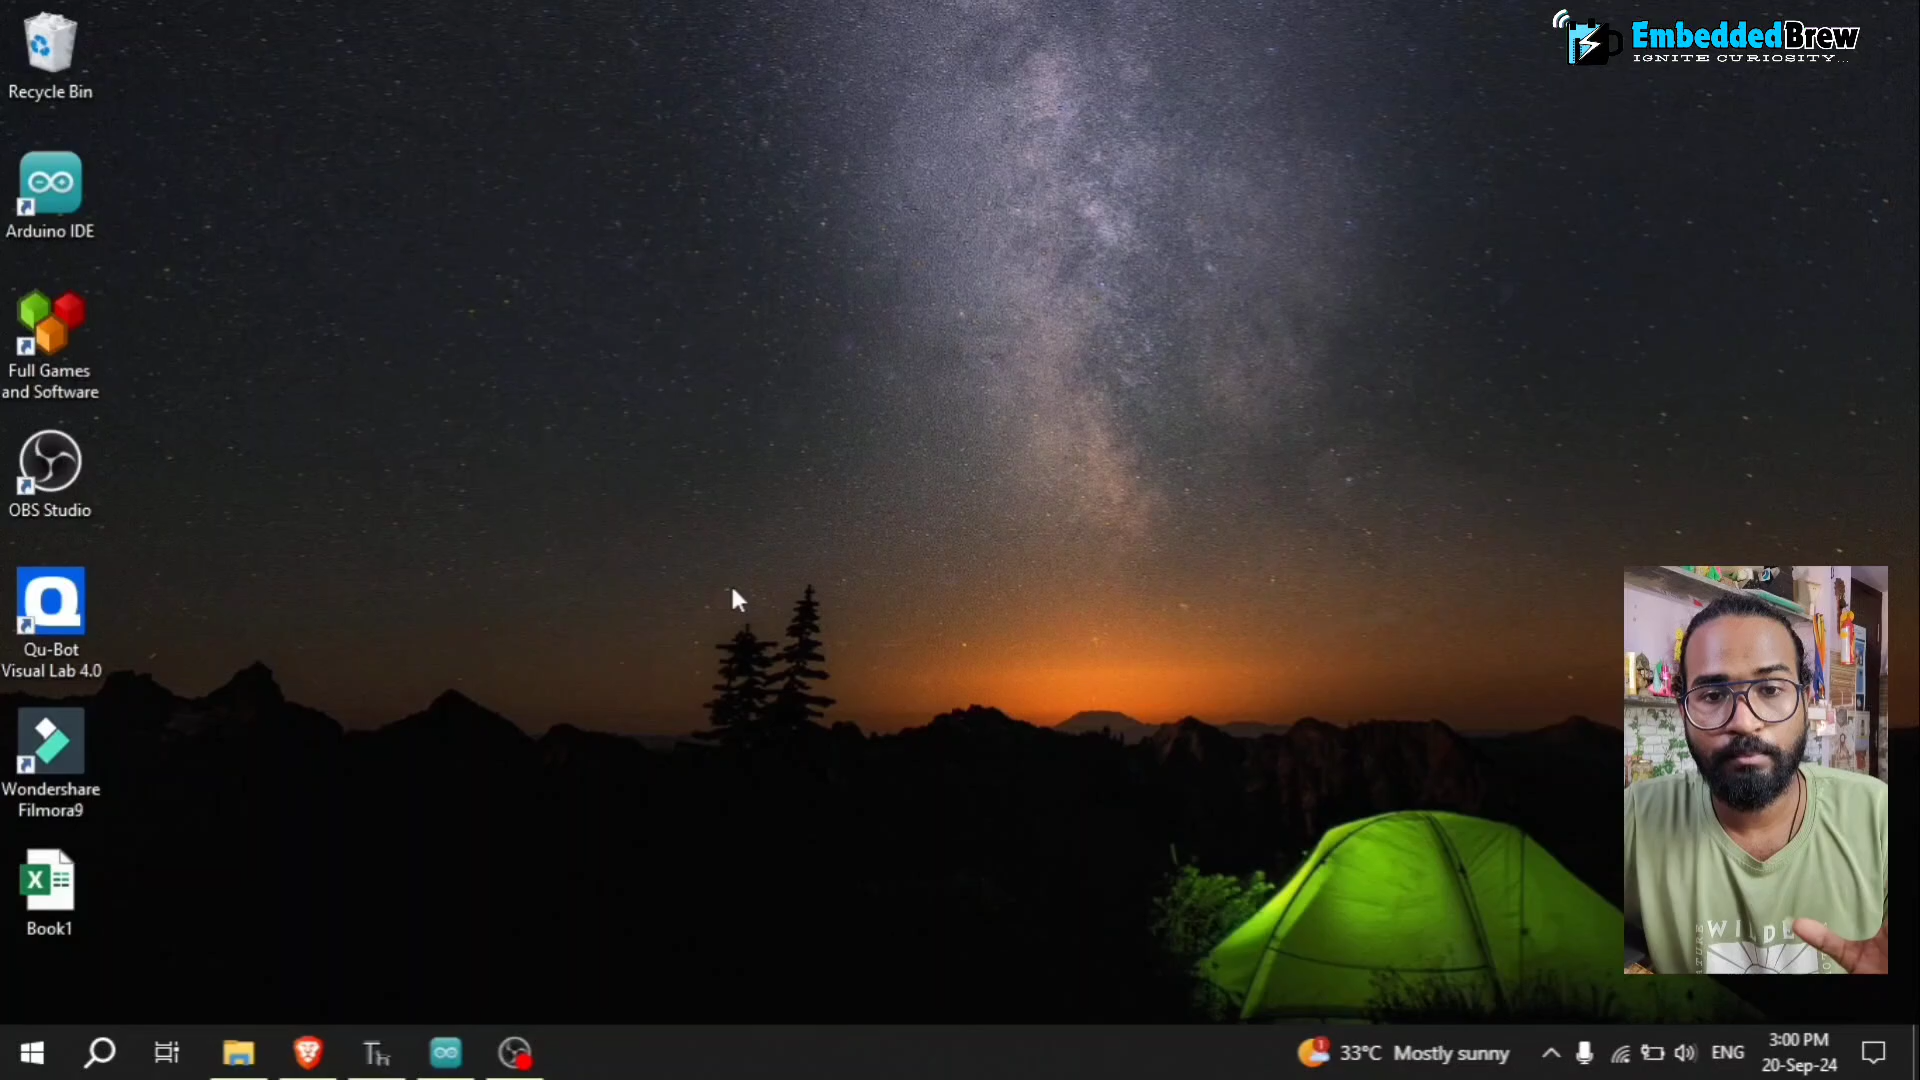 EmbeddedBrew
IGNITE CURIOSITY...
Recycle Bin
Arduino IDE
Full Games
and Software
OBS Studio
Qu-Bot
Visual Lab 4.0
Wondershare
Filmora9
Book1
1
33°C Mostly sunny
ENG
3:00 PM
20-Sep-24